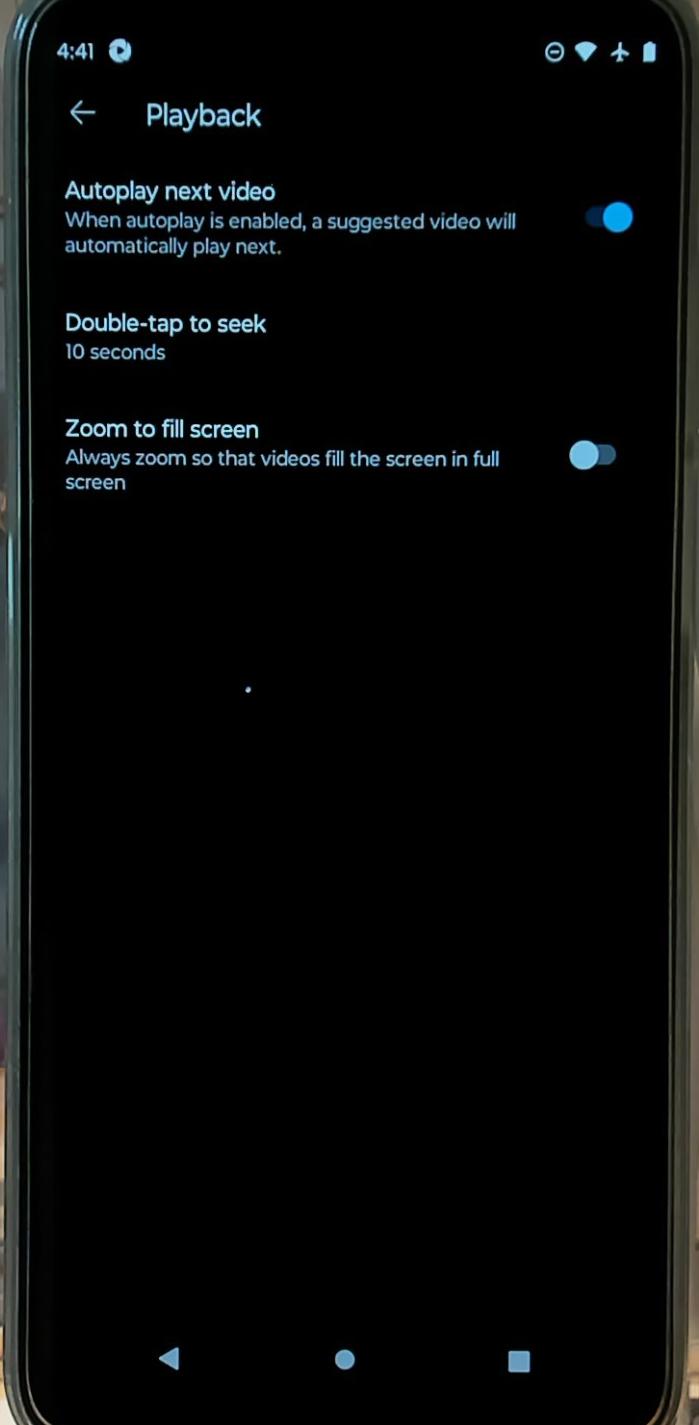 4:41
Playback
Autoplay next video
When autoplay is enabled, a suggested video will
automatically play next.
Double-tap to seek
10 seconds
Zoom to fill screen
Always zoom so that videos fill the screen in full
screen